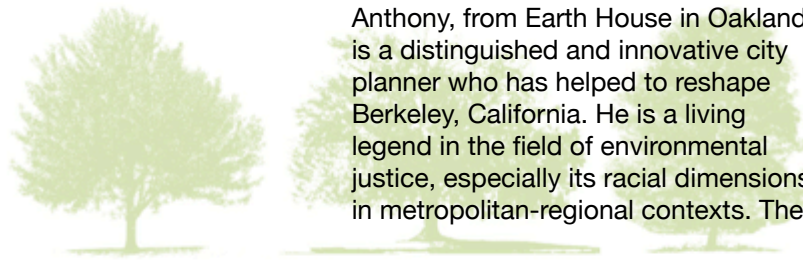 Anthony, from Earth House in Oakland
is a distinguished and innovative city
planner who has helped to reshape
Berkeley, California. He is a living
legend in the field of environmental
justice, especially its racial dimensions
in metropolitan-regional contexts. The